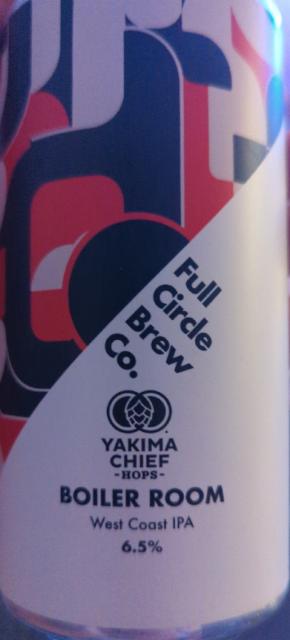 Full
Circle
Brew
Co.
YAKIMA
CHIEF
-HOPS-
BOILER ROOM
West Coast IPA
6.5%